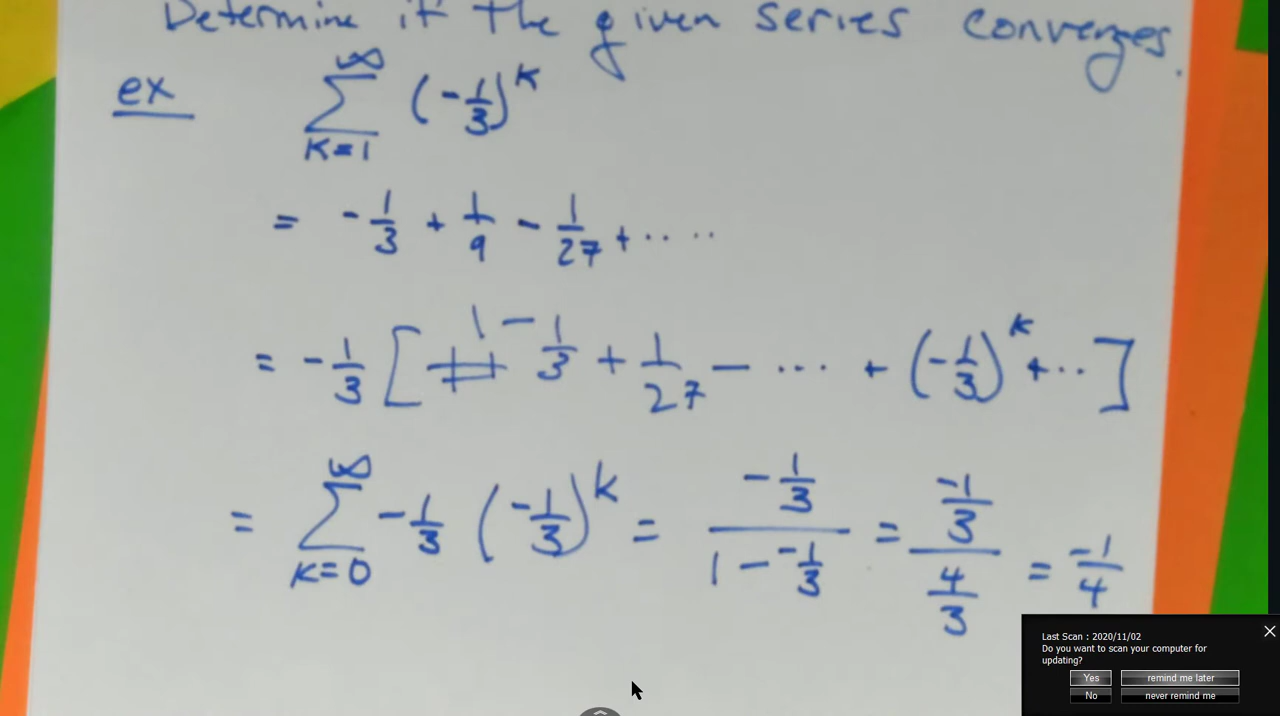 Determine if the given series converges.
ex ∑_{K=1}^{∞} (-1/3)^K
= -1/3 + 1/9 - 1/27 + ·····
= -1/3 [ 1 - 1/3 + 1/27 - ··· + (-1/3)^K + ·· ]
= ∑_{K=0}^{∞} -1/3 (-1/3)^k = (-1/3)/(1 - -1/3) = (-1/3)/(4/3) = -1/4
Last Scan : 2020/11/02
Do you want to scan your computer for
updating?
Yes remind me later
No never remind me